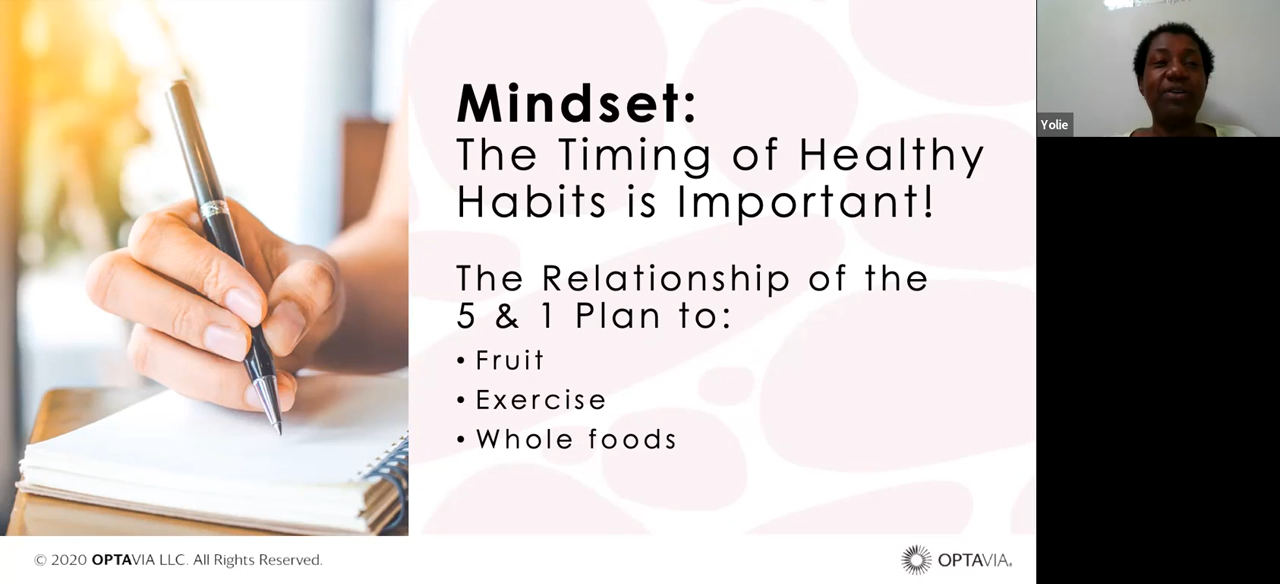 Mindset:
The Timing of Healthy
Habits is Important!
The Relationship of the
5 & 1 Plan to:
• Fruit
• Exercise
• Whole foods
© 2020 OPTAVIA LLC. All Rights Reserved.
OPTAVIA®
Yolie